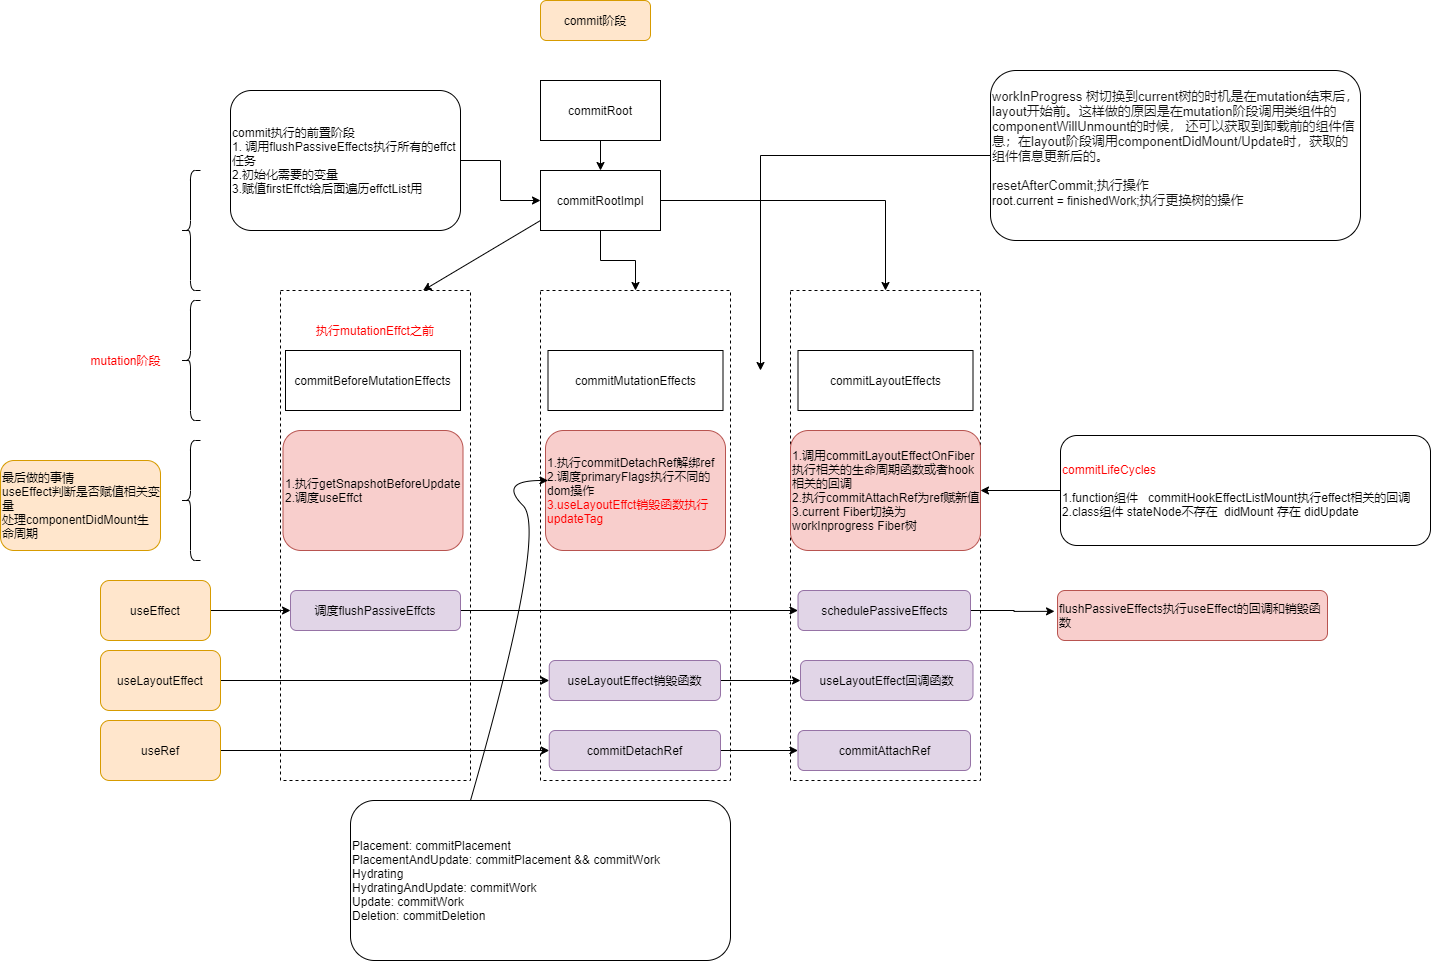 commit阶段
commitRoot
commit执行的前置阶段
1. 调用flushPassiveEffects执行所有的effct
任务
2.初始化需要的变量
3.赋值firstEffct给后面遍历effctList用
commitRootImpl
workInProgress 树切换到current树的时机是在mutation结束后，
layout开始前。这样做的原因是在mutation阶段调用类组件的
componentWillUnmount的时候， 还可以获取到卸载前的组件信
息；在layout阶段调用componentDidMount/Update时，获取的
组件信息更新后的。
resetAfterCommit;执行操作
root.current = finishedWork;执行更换树的操作
mutation阶段
执行mutationEffct之前
commitBeforeMutationEffects
commitMutationEffects
commitLayoutEffects
最后做的事情
useEffect判断是否赋值相关变
量
处理componentDidMount生
命周期
1.执行getSnapshotBeforeUpdate
2.调度useEffct
1.执行commitDetachRef解绑ref
2.调度primaryFlags执行不同的
dom操作
3.useLayoutEffct销毁函数执行
updateTag
1.调用commitLayoutEffectOnFiber
执行相关的生命周期函数或者hook
相关的回调
2.执行commitAttachRef为ref赋新值
3.current Fiber切换为
workInprogress Fiber树
commitLifeCycles
1.function组件 commitHookEffectListMount执行effect相关的回调
2.class组件 stateNode不存在 didMount 存在 didUpdate
useEffect
调度flushPassiveEffcts
schedulePassiveEffects
flushPassiveEffects执行useEffect的回调和销毁函
数
useLayoutEffect
useLayoutEffect销毁函数
useLayoutEffect回调函数
useRef
commitDetachRef
commitAttachRef
Placement: commitPlacement
PlacementAndUpdate: commitPlacement && commitWork
Hydrating
HydratingAndUpdate: commitWork
Update: commitWork
Deletion: commitDeletion